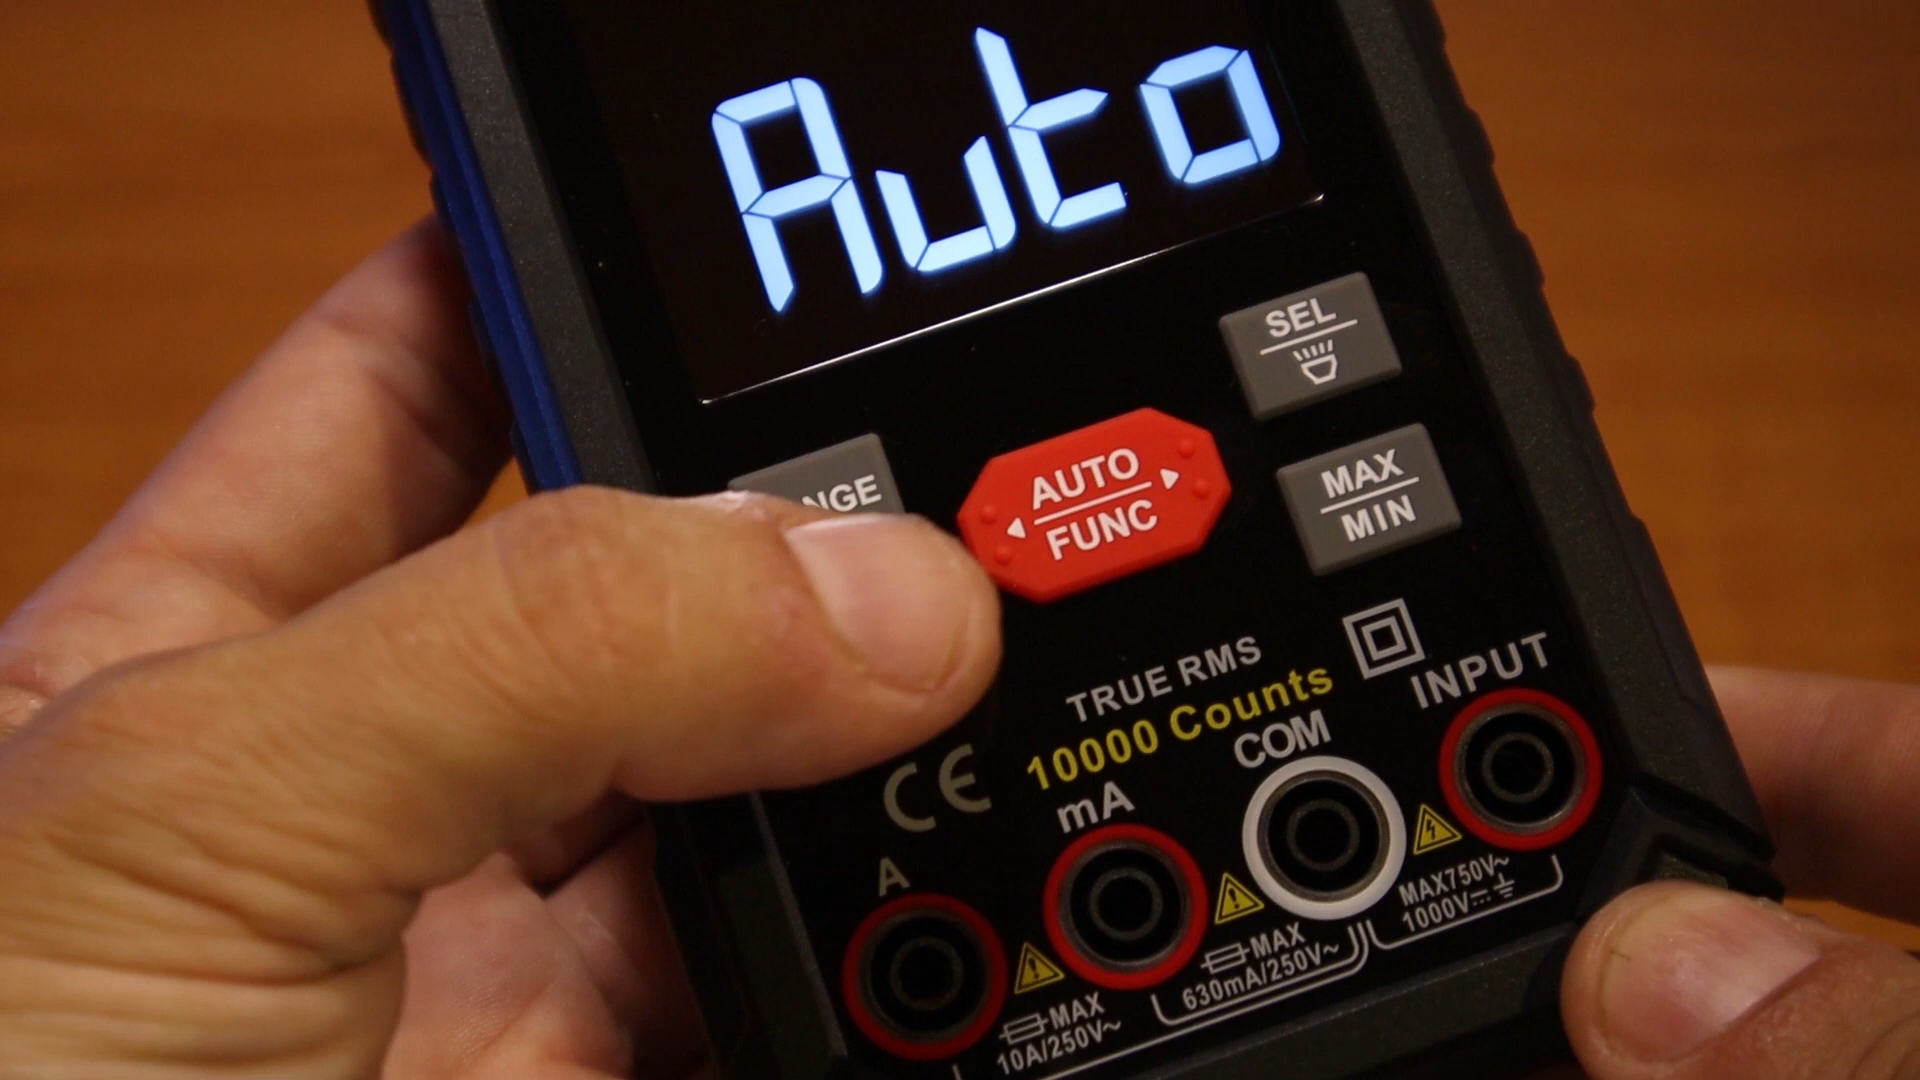 Auto
SEL
AUTO
FUNC
MAX
MIN
TRUE RMS
10000 Counts
INPUT
COM
mA
A
CE
MAX750V~
1000V⎓
MAX
630mA/250V~
MAX
10A/250V~